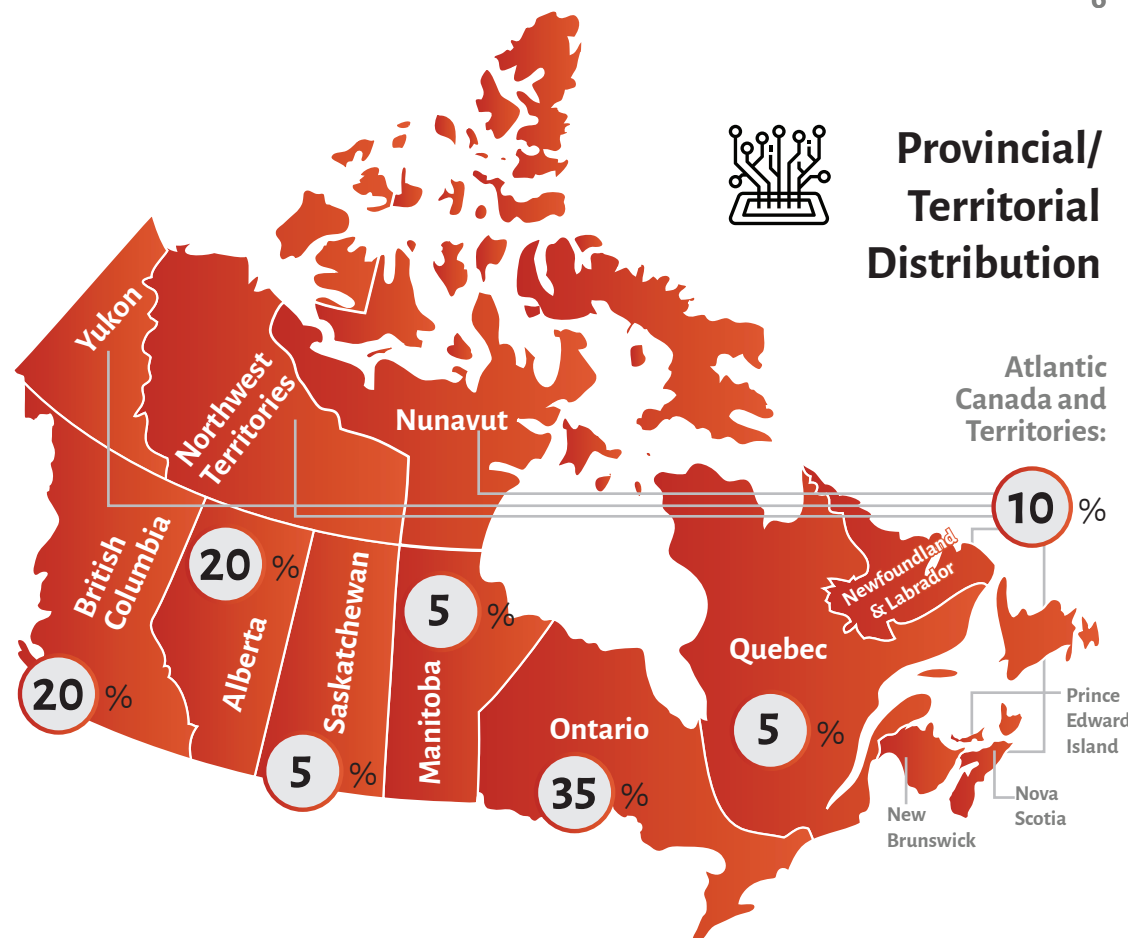 Provincial/
Territorial
Distribution
Yukon
Northwest
Territories
Nunavut
Atlantic
Canada and
Territories:
10 %
British
Columbia
20 %
Alberta
20 %
Saskatchewan
5 %
Manitoba
5 %
Ontario
35 %
Quebec
5 %
Newfoundland
& Labrador
Prince
Edward
Island
Nova
Scotia
New
Brunswick